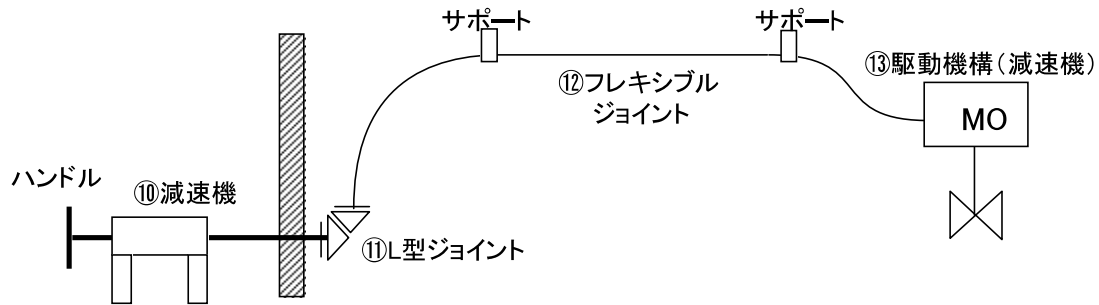 サポート
サポート
⑫フレキシブル
ジョイント
⑬駆動機構(減速機)
MO
ハンドル
⑩減速機
⑪L型ジョイント